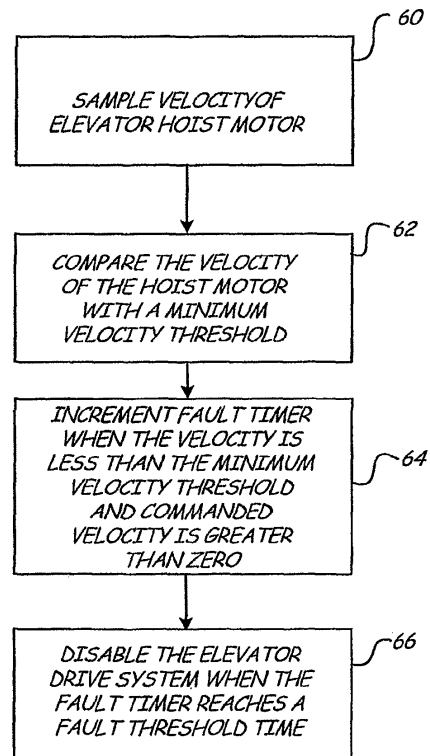 60
SAMPLE VELOCITYOF
ELEVATOR HOIST MOTOR
62
COMPARE THE VELOCITY
OF THE HOIST MOTOR
WITH A MINIMUM
VELOCITY THRESHOLD
INCREMENT FAULT TIMER
WHEN THE VELOCITY IS
LESS THAN THE MINIMUM
VELOCITY THRESHOLD
AND COMMANDED
VELOCITY IS GREATER
THAN ZERO
64
DISABLE THE ELEVATOR
DRIVE SYSTEM WHEN THE
FAULT TIMER REACHES A
FAULT THRESHOLD TIME
66